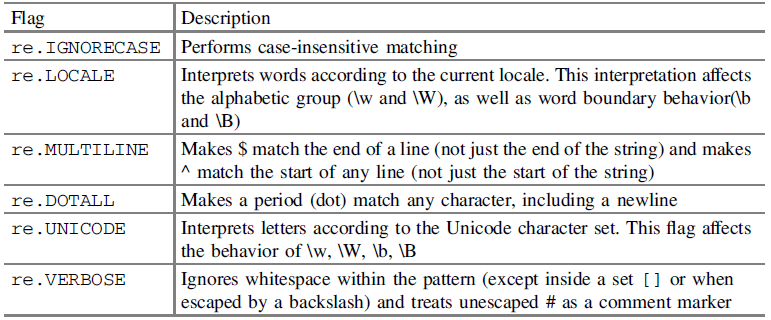 Flag Description
re.IGNORECASE Performs case-insensitive matching
re.LOCALE Interprets words according to the current locale. This interpretation affects
the alphabetic group (\w and \W), as well as word boundary behavior(\b
and \B)
re.MULTILINE Makes $ match the end of a line (not just the end of the string) and makes
^ match the start of any line (not just the start of the string)
re.DOTALL Makes a period (dot) match any character, including a newline
re.UNICODE Interprets letters according to the Unicode character set. This flag affects
the behavior of \w, \W, \b, \B
re.VERBOSE Ignores whitespace within the pattern (except inside a set [] or when
escaped by a backslash) and treats unescaped # as a comment marker